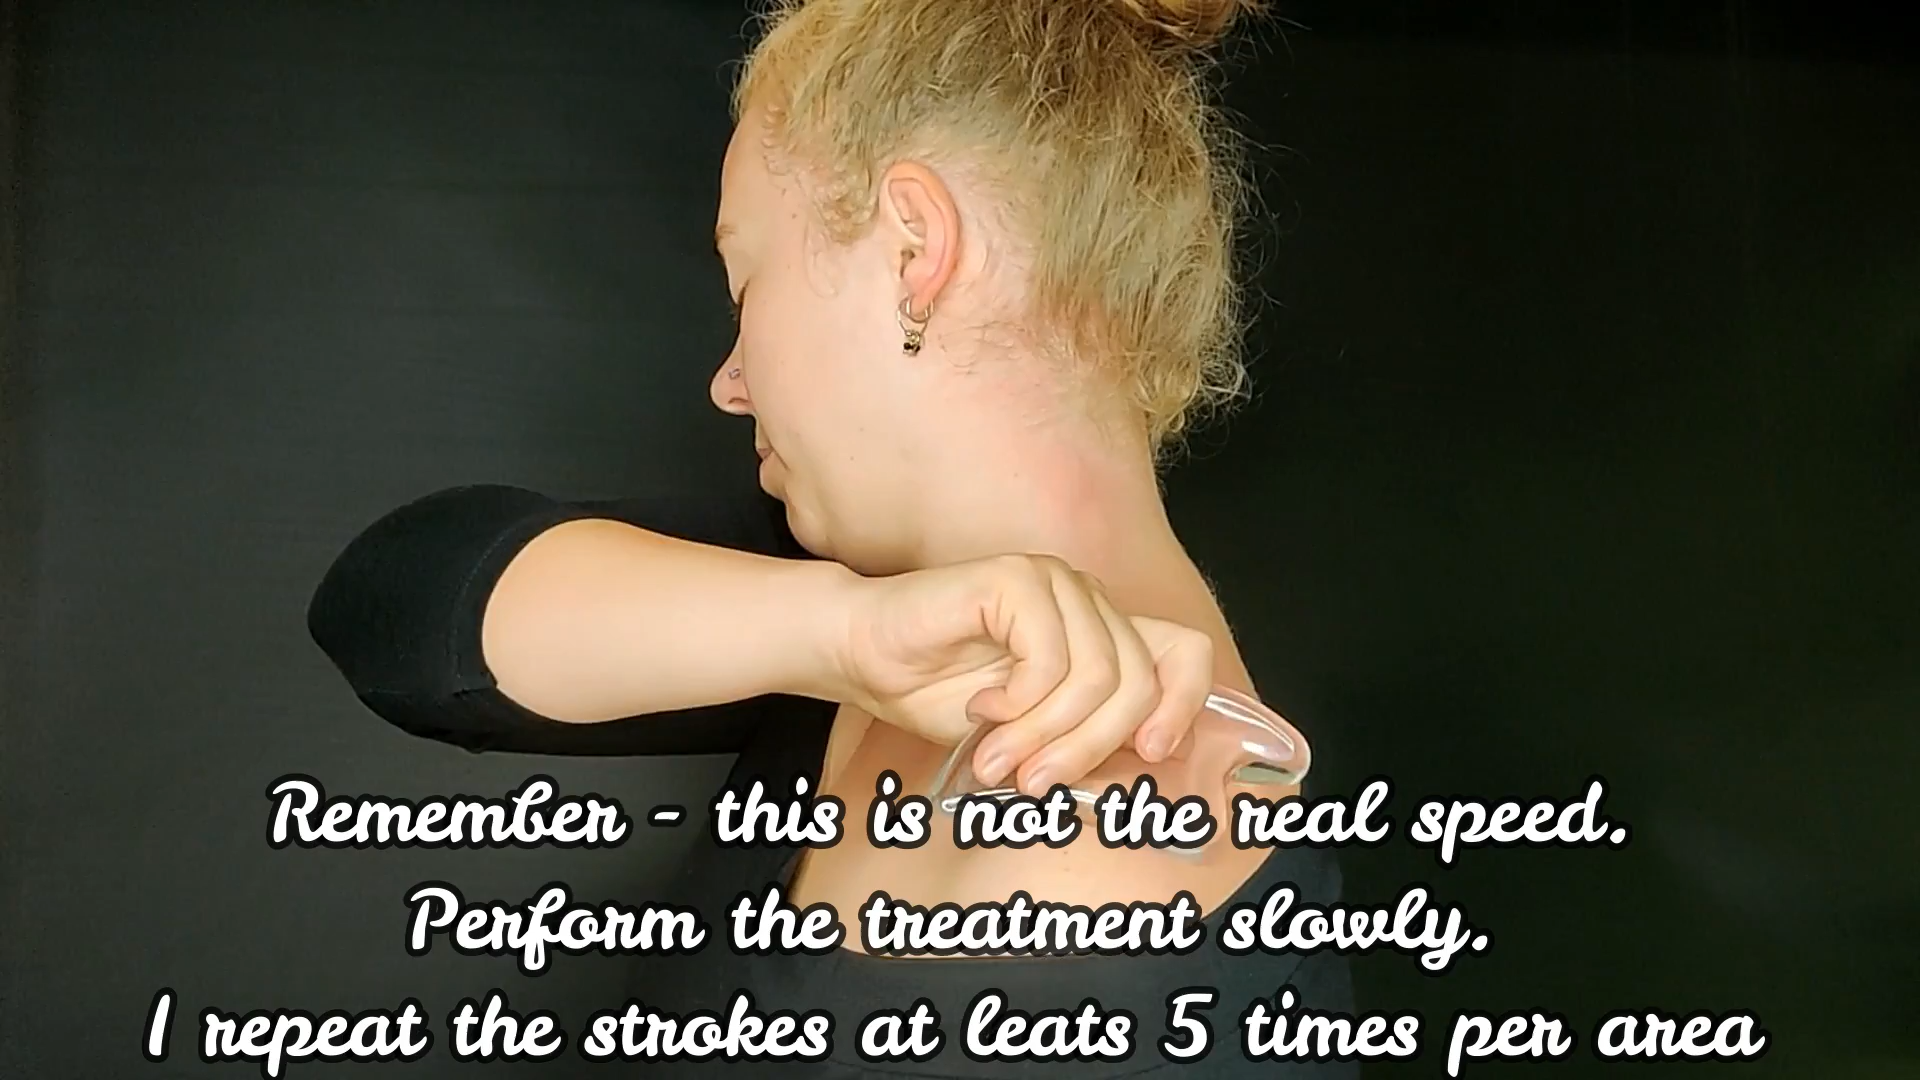 Remember - this is not the real speed.
Perform the treatment slowly.
I repeat the strokes at leats 5 times per area